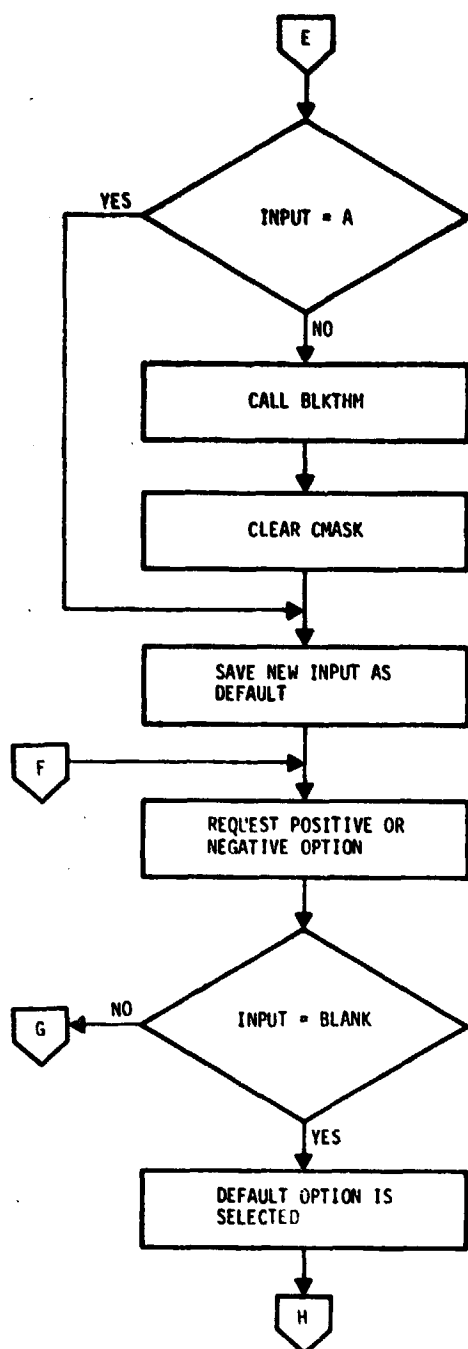 E
INPUT = A
YES
NO
CALL BLKTHM
CLEAR CMASK
SAVE NEW INPUT AS
DEFAULT
F
REQUEST POSITIVE OR
NEGATIVE OPTION
INPUT = BLANK
NO
G
YES
DEFAULT OPTION IS
SELECTED
H